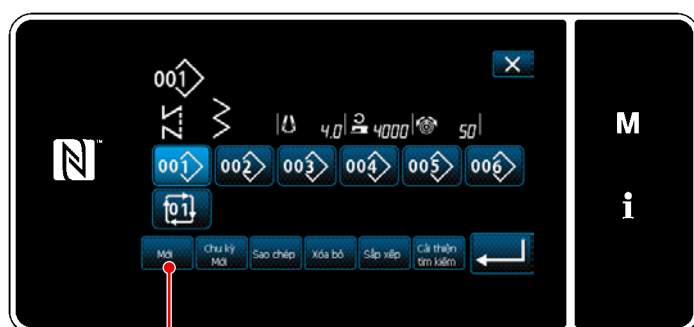 001
4.0 4000 50
001 002 003 004 005 006
01
Mới Chu kỳ Mới Sao chép Xóa bỏ Sắp xếp Cải thiện tìm kiếm
M
i